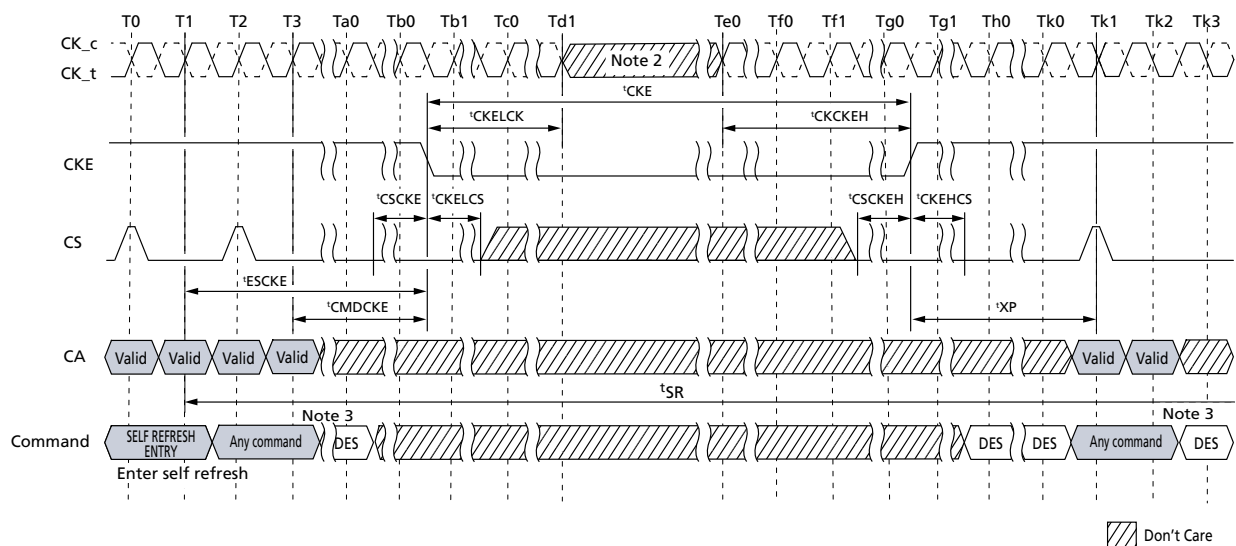 T0 T1 T2 T3 Ta0 Tb0 Tb1 Tc0 Td1 Te0 Tf0 Tf1 Tg0 Tg1 Th0 Tk0 Tk1 Tk2 Tk3
CK_c
CK_t
Note 2
tCKE
tCKELCK tCKCKEH
CKE
tCSCKE tCKELCS tCSCKEH tCKEHCS
CS
tESCKE
tCMDCKE tXP
CA Valid Valid Valid Valid Valid Valid
tSR
Note 3 Note 3
Command SELF REFRESH ENTRY Any command DES DES DES Any command DES
Enter self refresh
Don't Care